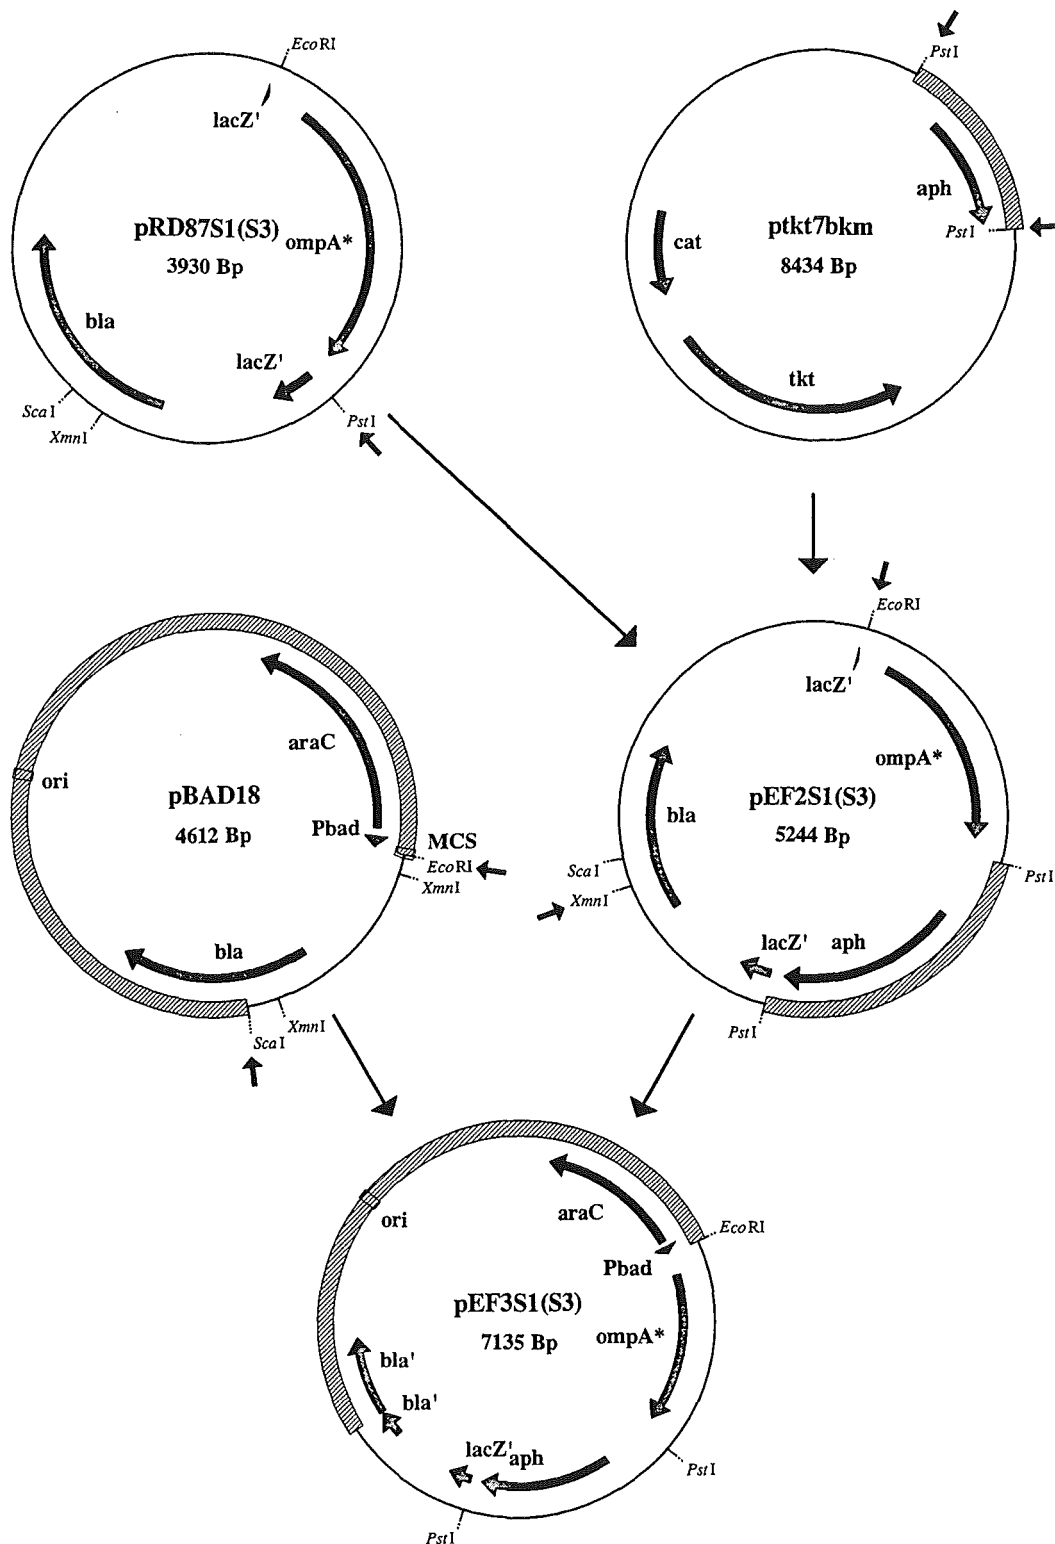 EcoRI
lacZ'
pRD87S1(S3)
3930 Bp
ompA*
bla
lacZ'
ScaI
XmnI
PstI
PstI
aph
PstI
ptkt7bkm
8434 Bp
cat
tkt
araC
ori
pBAD18
4612 Bp
Pbad
MCS
EcoRI
XmnI
bla
XmnI
ScaI
EcoRI
lacZ'
ompA*
pEF2S1(S3)
5244 Bp
bla
ScaI
XmnI
PstI
lacZ' aph
PstI
araC
ori
EcoRI
Pbad
pEF3S1(S3)
7135 Bp
ompA*
bla'
bla'
lacZ' aph
PstI
PstI